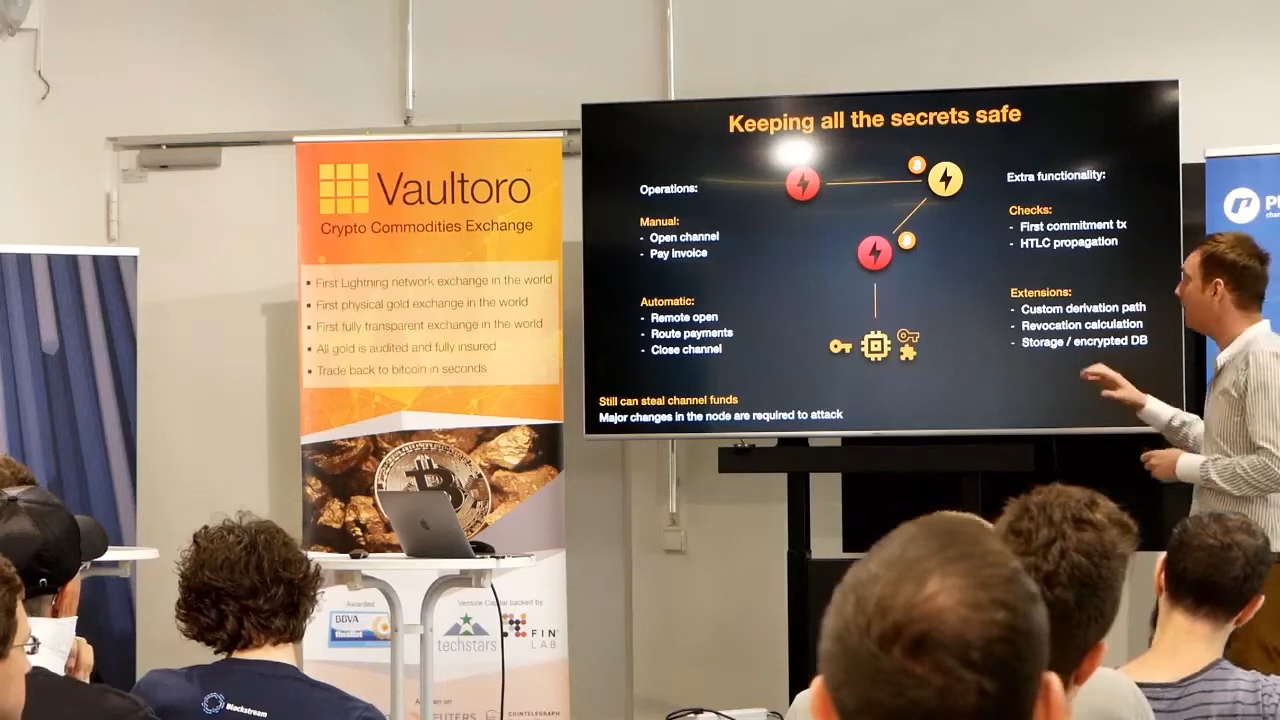 Vaultoro
Crypto Commodities Exchange
First Lightning network exchange in the world
First physical gold exchange in the world
First fully transparent exchange in the world
All gold is audited and fully insured
Trade back to bitcoin in seconds
Awarded
BBVA
finalist
Venture Capital backed by
techstars
FIN
LAB
COINTELEGRAPH
Keeping all the secrets safe
Operations:
Manual:
- Open channel
- Pay invoice
Automatic:
- Remote open
- Route payments
- Close channel
Still can steal channel funds
Major changes in the node are required to attack
Extra functionality:
Checks:
- First commitment tx
- HTLC propagation
Extensions:
- Custom derivation path
- Revocation calculation
- Storage / encrypted DB
Blockstream